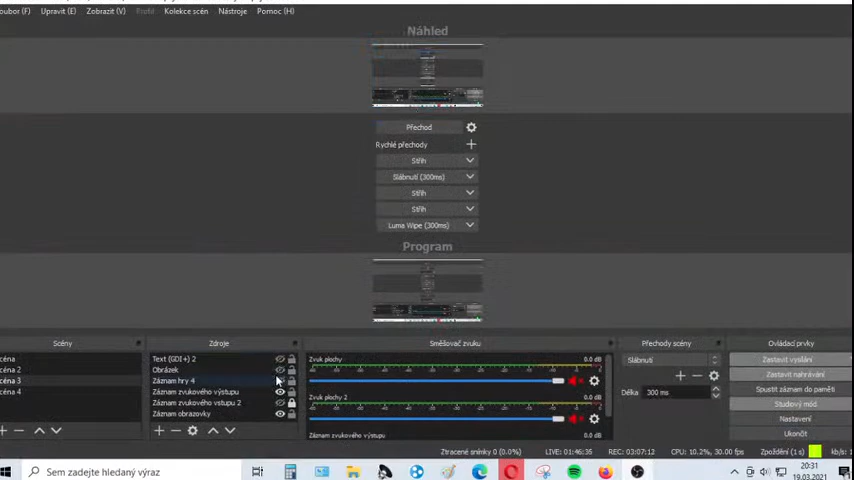 oubor (F) Upravit (E) Zobrazit (V) Profil Kolekce scén Nástroje Pomoc (H)
Náhled
Přechod
Rychlé přechody
Střih
Slábnutí (300ms)
Střih
Střih
Luma Wipe (300ms)
Program
Scény
céna
céna 2
céna 3
céna 4
Zdroje
Text (GDI+) 2
Obrázek
Záznam hry 4
Záznam zvukového výstupu
Záznam zvukového vstupu 2
Záznam obrazovky
Směšovač zvuku
Zvuk plochy 0.0 dB
Zvuk plochy 2 0.0 dB
Záznam zvukového výstupu 0.0 dB
Přechody scény
Slábnutí
Délka 300 ms
Ovládací prvky
Zastavit vysílání
Zastavit nahrávání
Spustit záznam do paměti
Studiový mód
Nastavení
Ukončit
Ztracené snímky 0 (0.0%) LIVE: 01:46:35 REC: 03:07:12 CPU: 10.2%, 30.00 fps Zpoždění (1 s) kb/s: 1
Sem zadejte hledaný výraz
20:31
19.03.2021